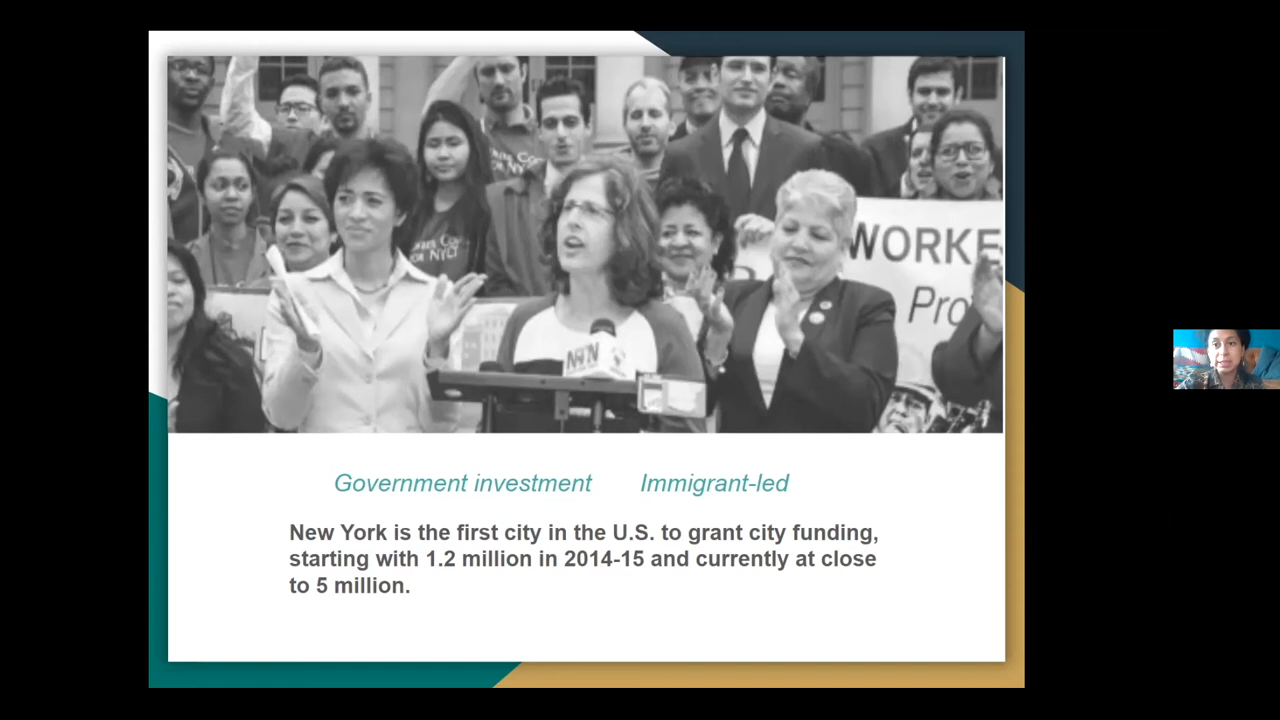 WORKE
Pro
Government investment Immigrant-led
New York is the first city in the U.S. to grant city funding,
starting with 1.2 million in 2014-15 and currently at close
to 5 million.